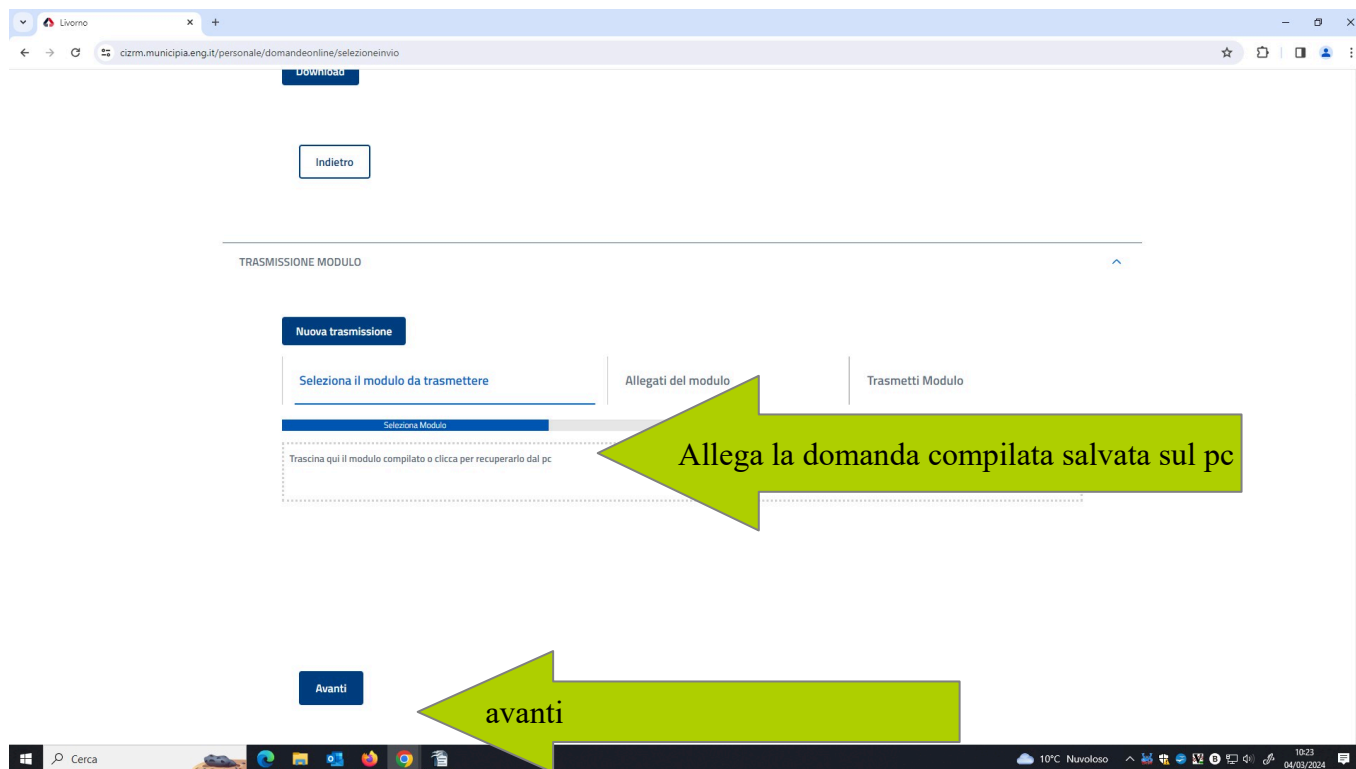 Livorno
cizrm.municipia.eng.it/personale/domandeonline/selezioneinvio
Download
Indietro
TRASMISSIONE MODULO
Nuova trasmissione
Seleziona il modulo da trasmettere
Allegati del modulo
Trasmetti Modulo
Seleziona Modulo
Trascina qui il modulo compilato o clicca per recuperarlo dal pc
Allega la domanda compilata salvata sul pc
Avanti
avanti
Cerca
10°C Nuvoloso
10:23
04/03/2024